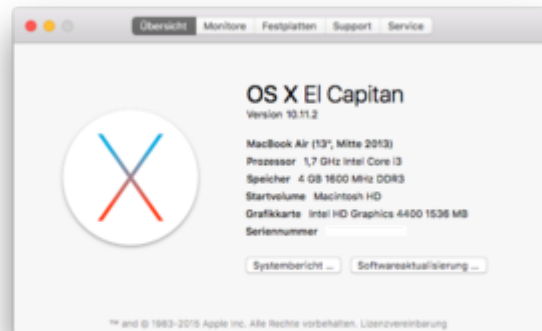 Übersicht Monitore Festplatten Support Service
OS X El Capitan
Version 10.11.2
MacBook Air (13", Mitte 2013)
Prozessor 1,7 GHz Intel Core i3
Speicher 4 GB 1600 MHz DDR3
Startvolume Macintosh HD
Grafikkarte Intel HD Graphics 4400 1536 MB
Seriennummer
Systembericht ... Softwareaktualisierung ...
™ and © 1983-2015 Apple Inc. Alle Rechte vorbehalten. Lizenzvereinbarung